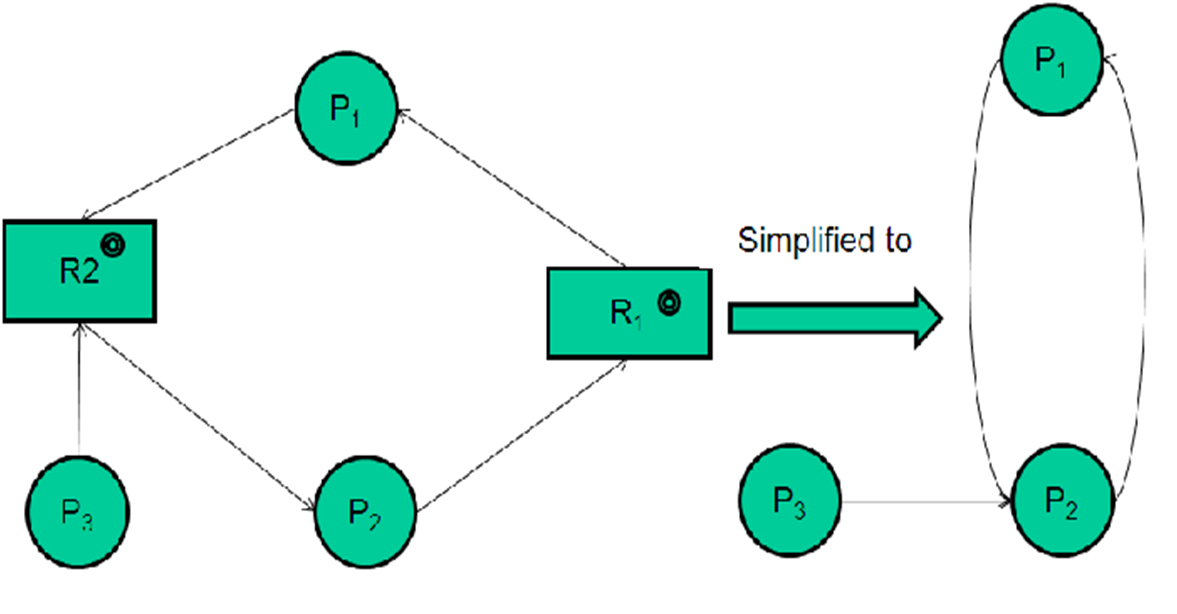 P₁
R2
R₁
P₃
P₂
Simplified to
P₁
P₃
P₂